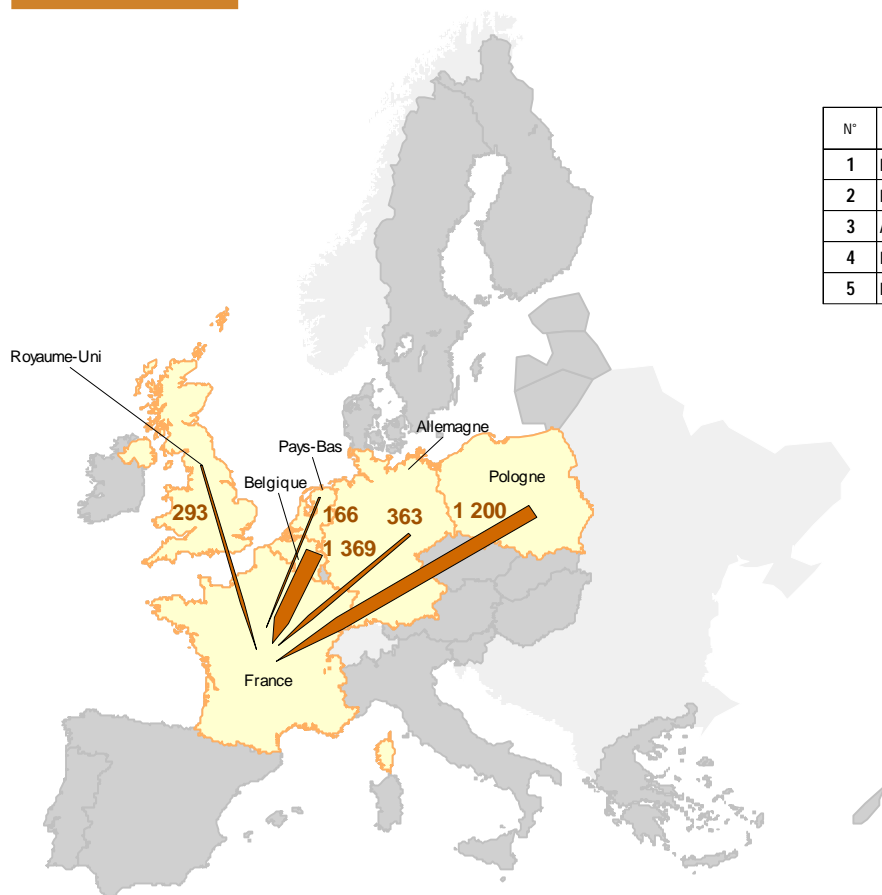 N°
1
2
3
4
5
Royaume-Uni
Allemagne
Pays-Bas
Pologne
Belgique
293
166
363
1 200
1 369
France